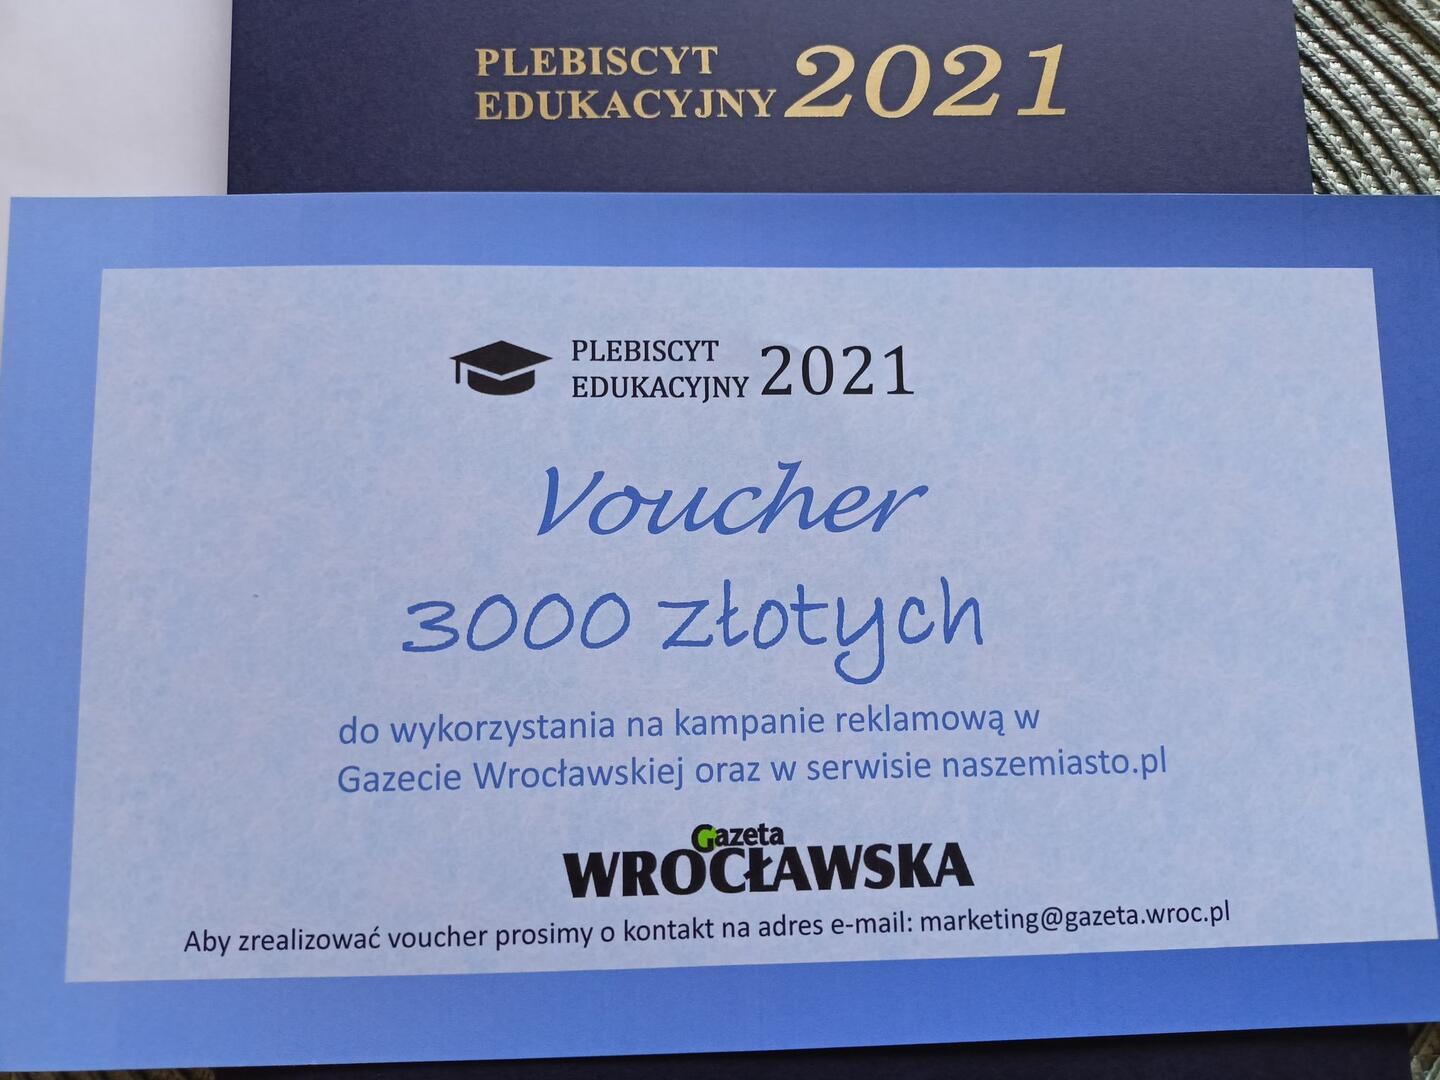 PLEBISCYT
EDUKACYJNY 2021
PLEBISCYT
EDUKACYJNY 2021
Voucher
3000 złotych
do wykorzystania na kampanie reklamową w
Gazecie Wrocławskiej oraz w serwisie naszemiasto.pl
Gazeta
WROCŁAWSKA
Aby zrealizować voucher prosimy o kontakt na adres e-mail: marketing@gazeta.wroc.pl